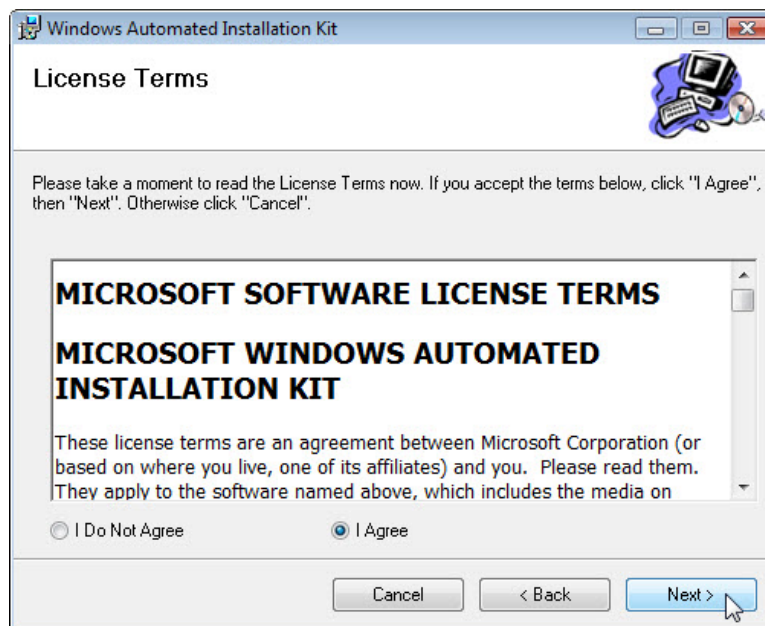 Windows Automated Installation Kit
License Terms
Please take a moment to read the License Terms now. If you accept the terms below, click "I Agree",
then "Next". Otherwise click "Cancel".
MICROSOFT SOFTWARE LICENSE TERMS
MICROSOFT WINDOWS AUTOMATED
INSTALLATION KIT
These license terms are an agreement between Microsoft Corporation (or
based on where you live, one of its affiliates) and you.  Please read them.
They apply to the software named above, which includes the media on
I Do Not Agree
I Agree
Cancel
< Back
Next >